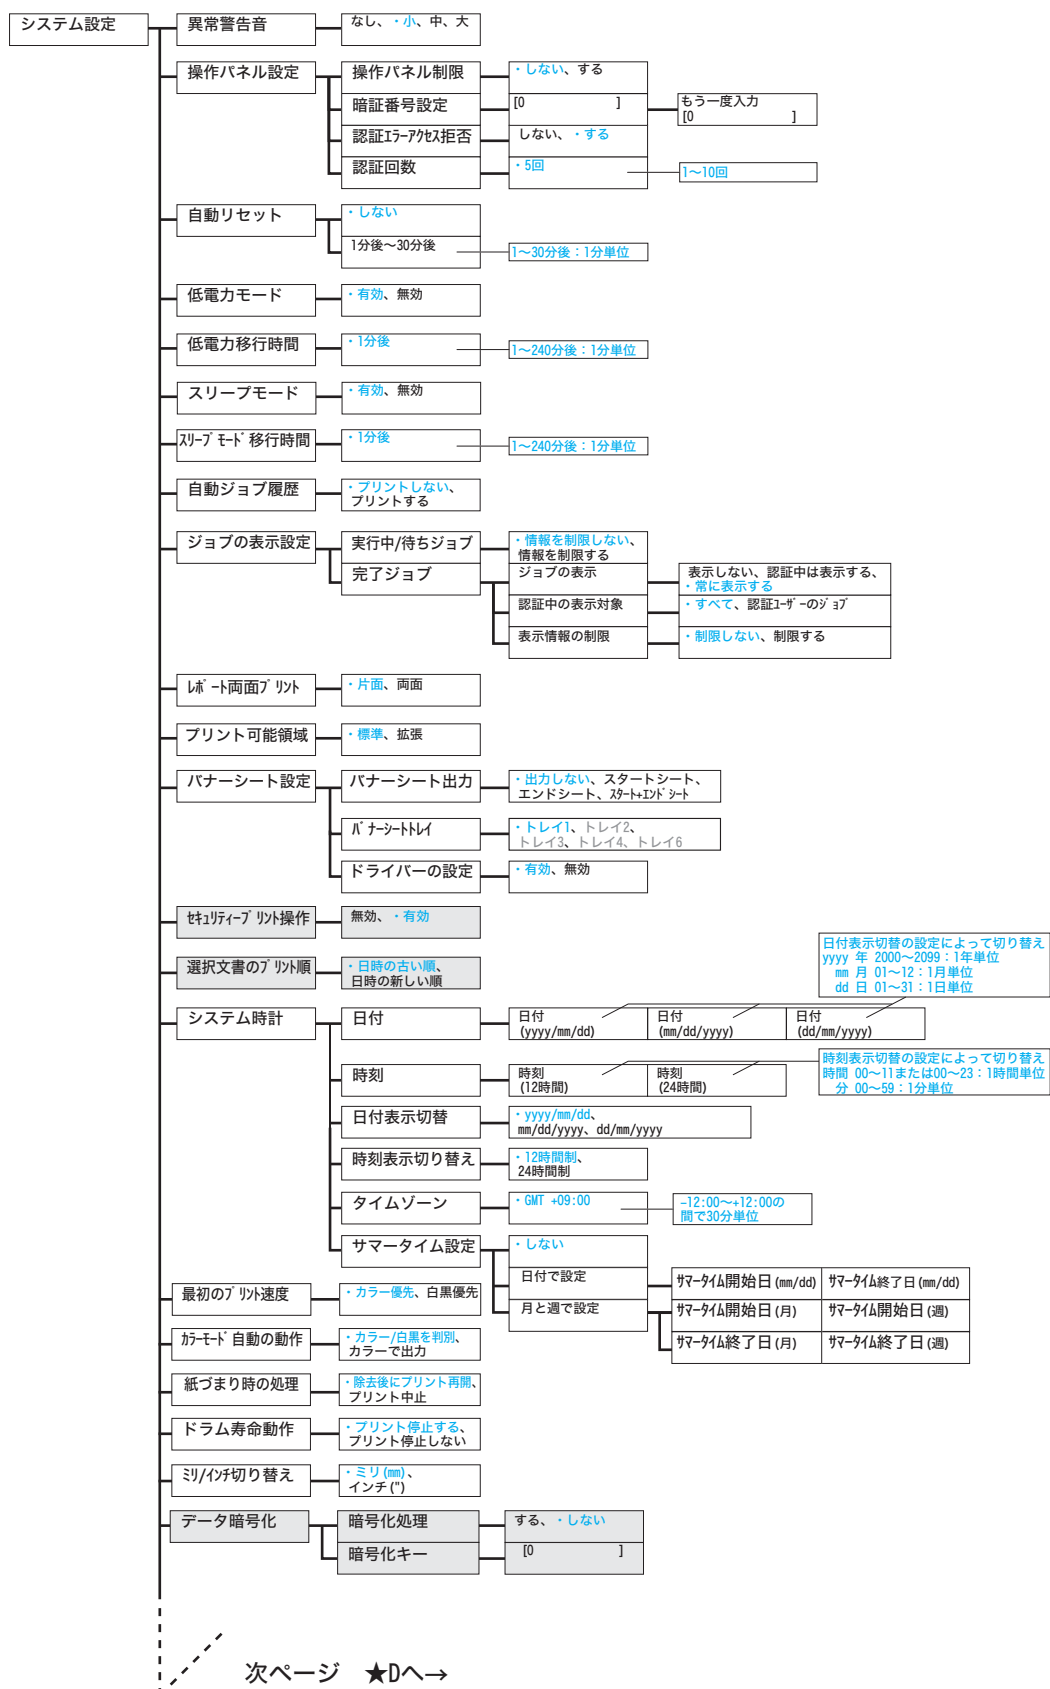 システム設定
異常警告音
なし、・小、中、大
操作パネル設定
操作パネル制限
・しない、する
暗証番号設定
[0 ]
もう一度入力
[0 ]
認証ｴﾗｰｱｸｾｽ拒否
しない、・する
認証回数
・5回
1～10回
自動リセット
・しない
1分後～30分後
1～30分後：1分単位
低電力モード
・有効、無効
低電力移行時間
・1分後
1～240分後：1分単位
スリープモード
・有効、無効
ｽﾘｰﾌﾟﾓｰﾄﾞ移行時間
・1分後
1～240分後：1分単位
自動ジョブ履歴
・プリントしない、
プリントする
ジョブの表示設定
実行中/待ちジョブ
・情報を制限しない、
情報を制限する
完了ジョブ
ジョブの表示
表示しない、認証中は表示する、
・常に表示する
認証中の表示対象
・すべて、認証ﾕｰｻﾞｰのｼﾞｮﾌﾞ
表示情報の制限
・制限しない、制限する
ﾚﾎﾟｰﾄ両面ﾌﾟﾘﾝﾄ
・片面、両面
プリント可能領域
・標準、拡張
バナーシート設定
バナーシート出力
・出力しない、スタートシート、
エンドシート、ｽﾀｰﾄ+ｴﾝﾄﾞｼｰﾄ
ﾊﾞﾅｰｼｰﾄﾄﾚｲ
・トレイ1、トレイ2、
トレイ3、トレイ4、トレイ6
ドライバーの設定
・有効、無効
ｾｷｭﾘﾃｨｰﾌﾟﾘﾝﾄ操作
無効、・有効
選択文書のﾌﾟﾘﾝﾄ順
・日時の古い順、
日時の新しい順
日付表示切替の設定によって切り替え
yyyy 年 2000～2099：1年単位
mm 月 01～12：1月単位
dd 日 01～31：1日単位
システム時計
日付
日付
(yyyy/mm/dd)
日付
(mm/dd/yyyy)
日付
(dd/mm/yyyy)
時刻
時刻
(12時間)
時刻
(24時間)
時刻表示切替の設定によって切り替え
時間 00～11または00～23：1時間単位
分 00～59：1分単位
日付表示切替
・yyyy/mm/dd、
mm/dd/yyyy、dd/mm/yyyy
時刻表示切り替え
・12時間制、
24時間制
タイムゾーン
・GMT +09:00
-12:00～+12:00の
間で30分単位
サマータイム設定
・しない
日付で設定
ｻﾏｰﾀｲﾑ開始日(mm/dd)
ｻﾏｰﾀｲﾑ終了日(mm/dd)
月と週で設定
ｻﾏｰﾀｲﾑ開始日(月)
ｻﾏｰﾀｲﾑ開始日(週)
ｻﾏｰﾀｲﾑ終了日(月)
ｻﾏｰﾀｲﾑ終了日(週)
最初のﾌﾟﾘﾝﾄ速度
・カラー優先、白黒優先
ｶﾗｰﾓｰﾄﾞ自動の動作
・カラー/白黒を判別、
カラーで出力
紙づまり時の処理
・除去後にプリント再開、
プリント中止
ドラム寿命動作
・プリント停止する、
プリント停止しない
ﾐﾘ/ｲﾝﾁ切り替え
・ミリ(mm)、
インチ(")
データ暗号化
暗号化処理
する、・しない
暗号化キー
[0 ]
次ページ ★Dへ→